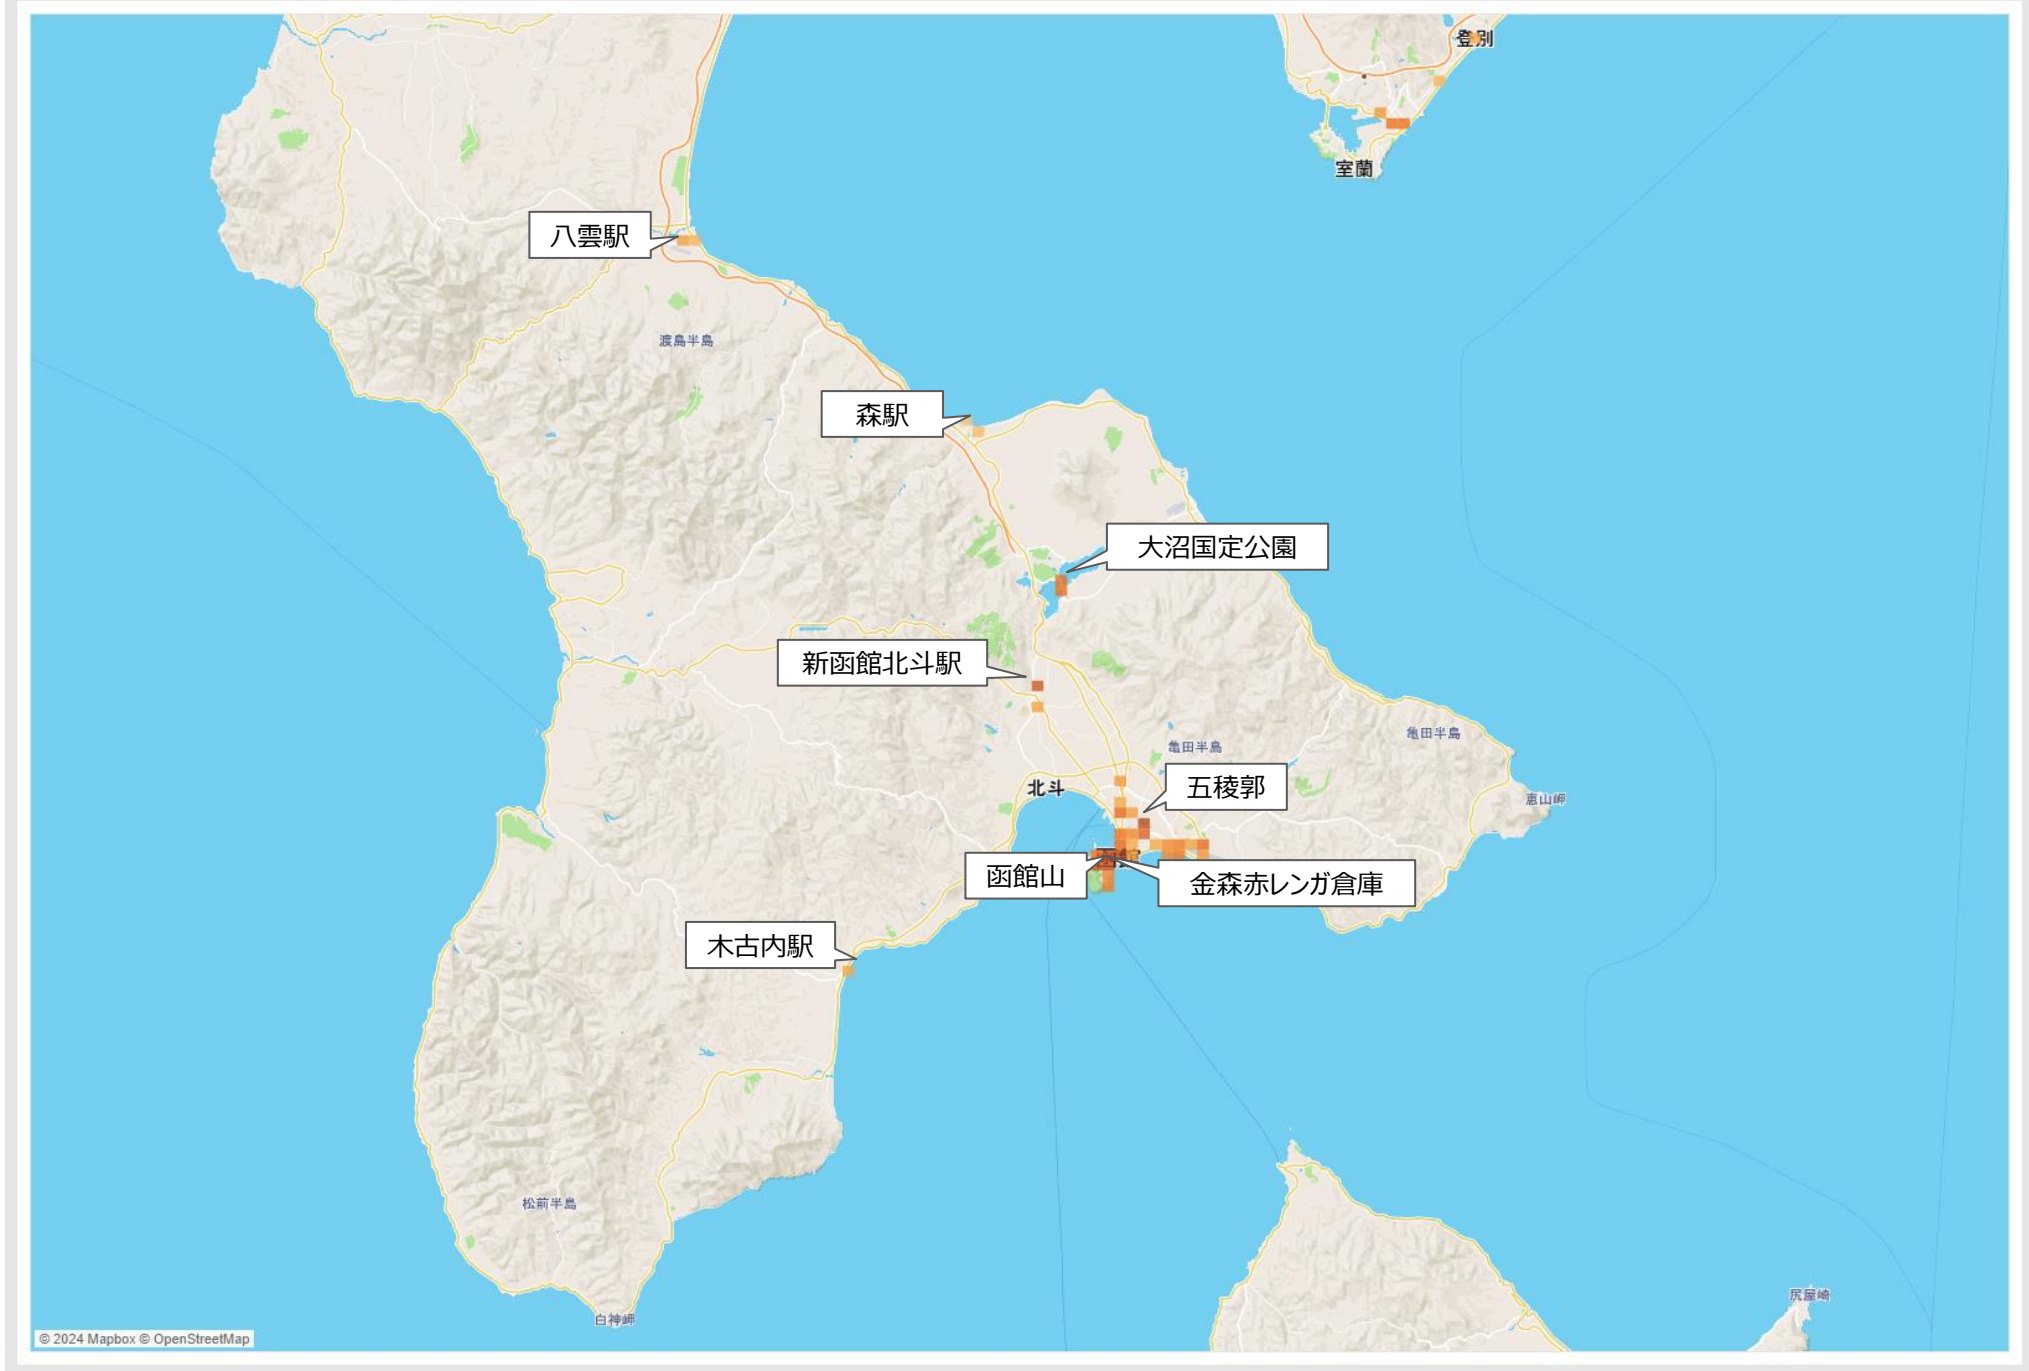 登別
室蘭
八雲駅
渡島半島
森駅
大沼国定公園
新函館北斗駅
亀田半島
亀田半島
北斗
五稜郭
恵山岬
函館山
金森赤レンガ倉庫
木古内駅
松前半島
白神岬
尻屋崎
© 2024 Mapbox © OpenStreetMap